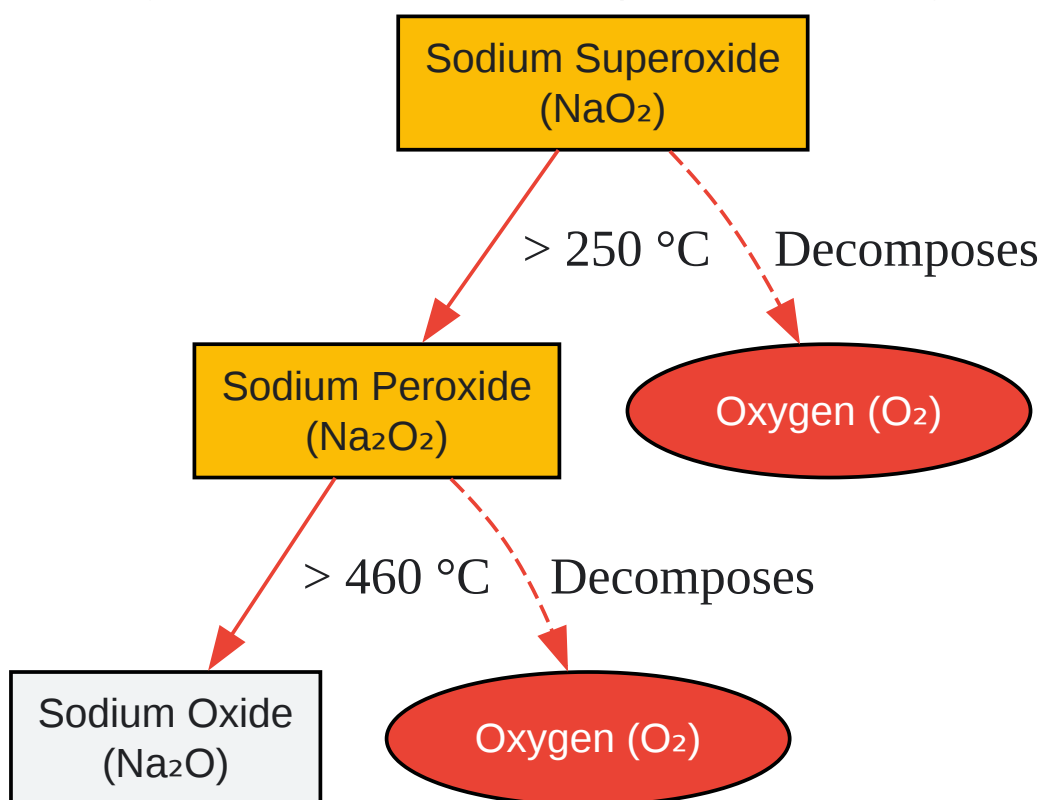 Sodium Superoxide
(NaO₂)
> 250 °C
Decomposes
Sodium Peroxide
(Na₂O₂)
Oxygen (O₂)
> 460 °C
Decomposes
Sodium Oxide
(Na₂O)
Oxygen (O₂)